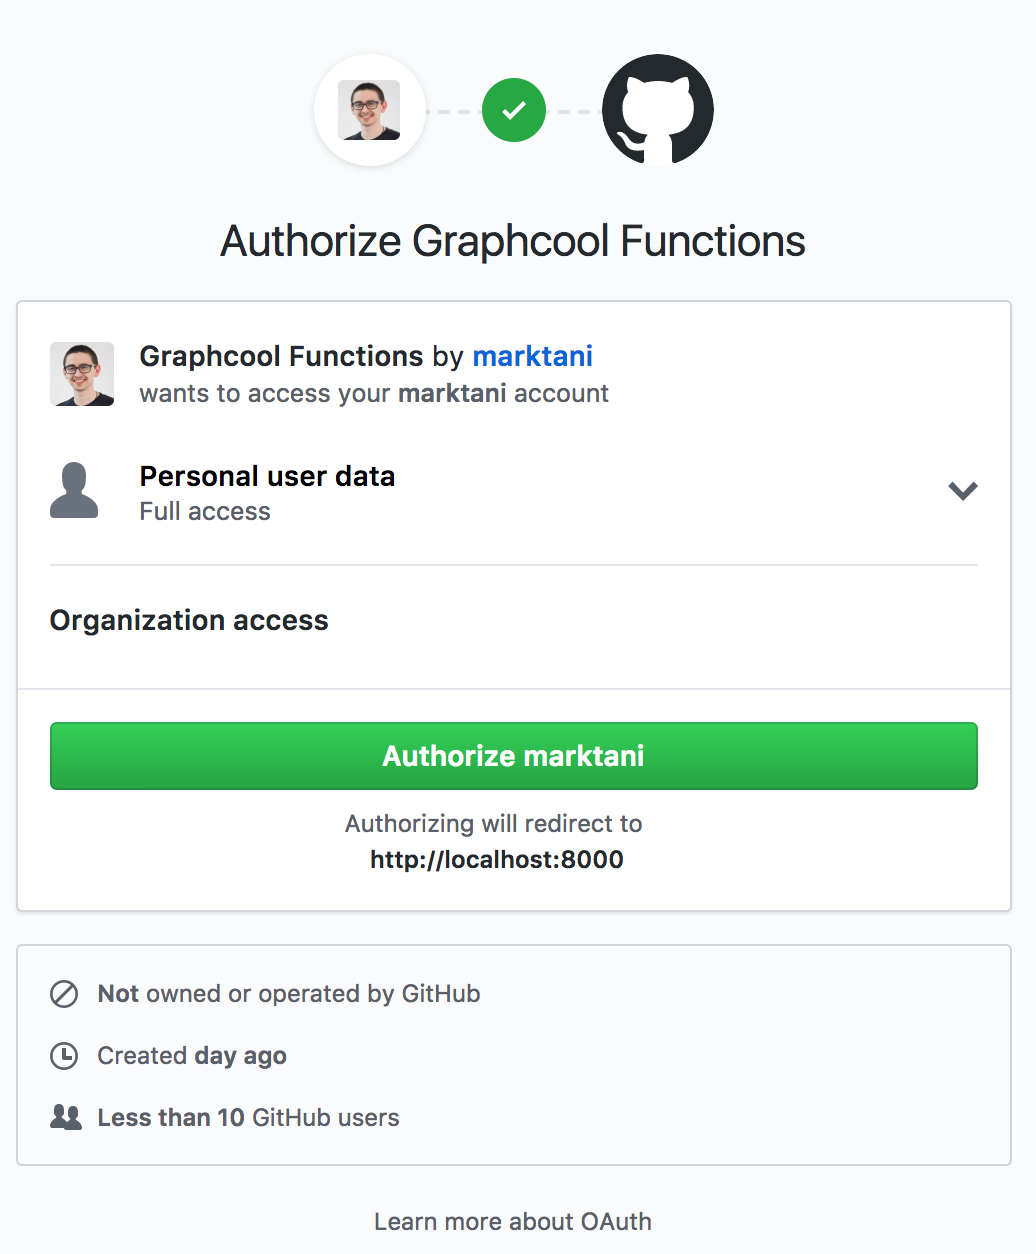 Authorize Graphcool Functions
Graphcool Functions by marktani
wants to access your marktani account
Personal user data
Full access
Organization access
Authorize marktani
Authorizing will redirect to
http://localhost:8000
Not owned or operated by GitHub
Created day ago
Less than 10 GitHub users
Learn more about OAuth